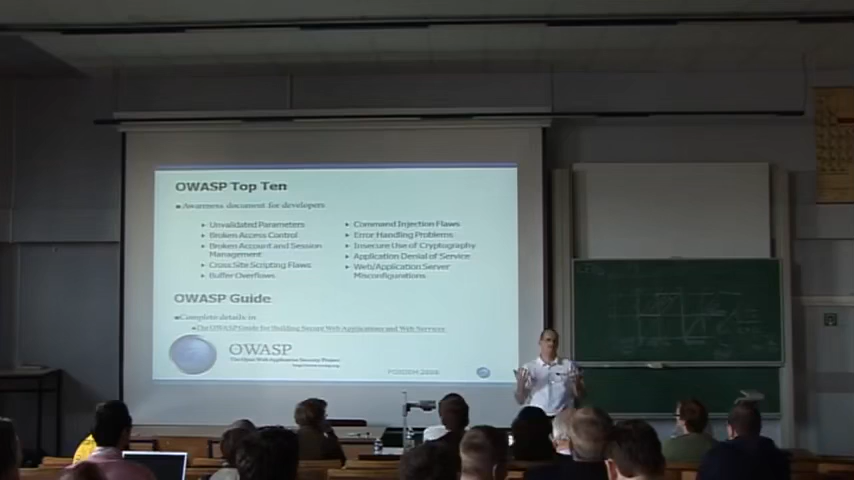 OWASP Top Ten
Awareness document for developers
Unvalidated Parameters
Broken Access Control
Broken Account and Session
Management
Cross Site Scripting Flaws
Buffer Overflows
Command Injection Flaws
Error Handling Problems
Insecure Use of Cryptography
Application Denial of Service
Web/Application Server
Misconfigurations
OWASP Guide
Complete details in
The OWASP Guide for Building Secure Web Applications and Web Services
OWASP
The Open Web Application Security Project